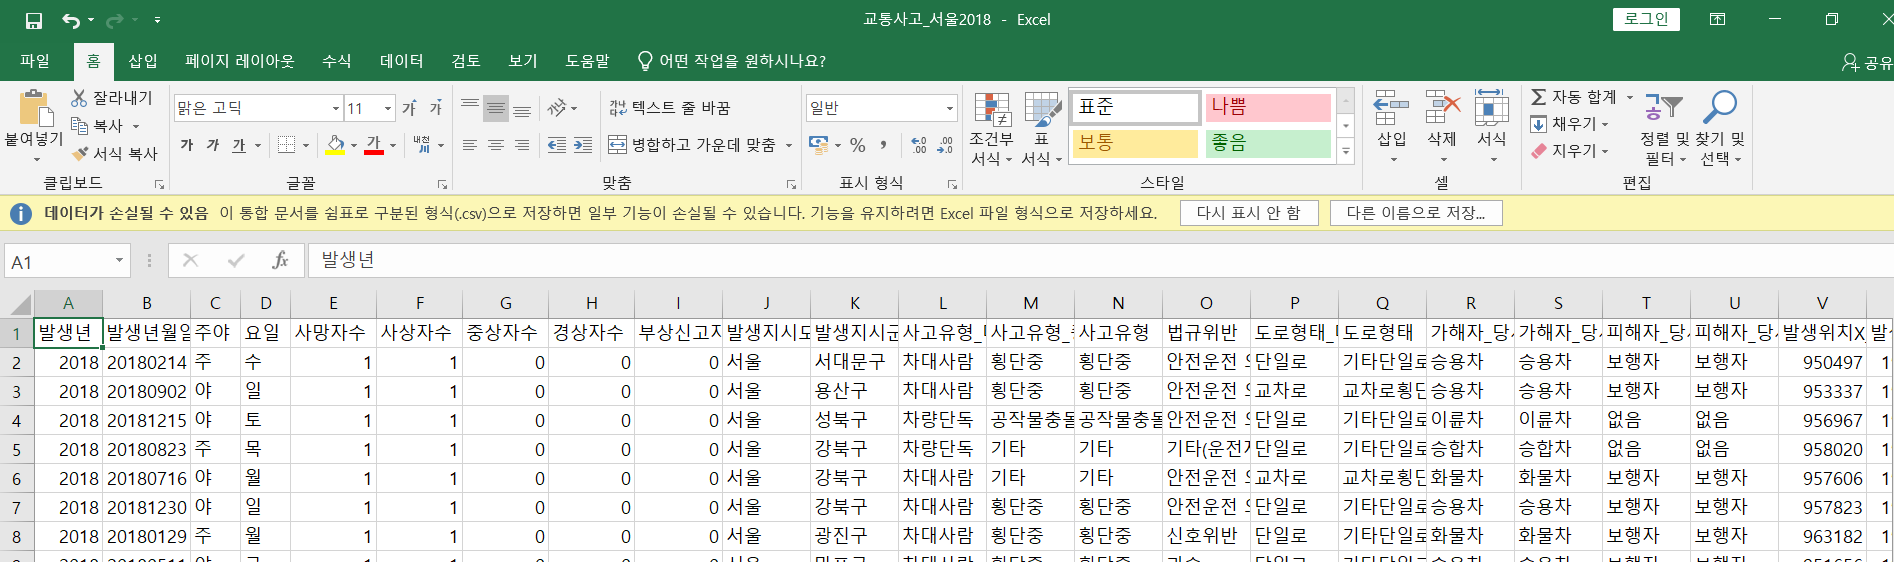 교통사고_서울2018 - Excel 로그인
파일 홈 삽입 페이지 레이아웃 수식 데이터 검토 보기 도움말 어떤 작업을 원하시나요? 공유
붙여넣기 잘라내기 복사 서식 복사 클립보드
맑은 고딕 11 가 가 가 가 가 가 내천 글꼴
텍스트 줄 바꿈 병합하고 가운데 맞춤 맞춤
일반 % , 표시 형식
조건부 서식 표 서식 표준 나쁨 보통 좋음 스타일
삽입 삭제 서식 셀
자동 합계 채우기 지우기 정렬 및 필터 찾기 및 선택 편집
데이터가 손실될 수 있음 이 통합 문서를 쉼표로 구분된 형식(.csv)으로 저장하면 일부 기능이 손실될 수 있습니다. 기능을 유지하려면 Excel 파일 형식으로 저장하세요. 다시 표시 안 함 다른 이름으로 저장...
A1 fx 발생년
A B C D E F G H I J K L M N O P Q R S T U V
1 발생년 발생년월일 주야 요일 사망자수 사상자수 중상자수 경상자수 부상신고자 발생지시도 발생지시군 사고유형_ 사고유형_ 사고유형 법규위반 도로형태_ 도로형태 가해자_당사 가해자_당사 피해자_당사 피해자_당사 발생위치X_ 발생
2 2018 20180214 주 수 1 1 0 0 0 서울 서대문구 차대사람 횡단중 횡단중 안전운전 단일로 기타단일로 승용차 승용차 보행자 보행자 950497 1
3 2018 20180902 야 일 1 1 0 0 0 서울 용산구 차대사람 횡단중 횡단중 안전운전 교차로 교차로횡단 승용차 승용차 보행자 보행자 953337 1
4 2018 20181215 야 토 1 1 0 0 0 서울 성북구 차량단독 공작물충돌 공작물충돌 안전운전 단일로 기타단일로 이륜차 이륜차 없음 없음 956967 1
5 2018 20180823 주 목 1 1 0 0 0 서울 강북구 차량단독 기타 기타 기타(운전자 단일로 기타단일로 승합차 승합차 없음 없음 958020 1
6 2018 20180716 야 월 1 1 0 0 0 서울 강북구 차대사람 기타 기타 안전운전 교차로 교차로횡단 화물차 화물차 보행자 보행자 957606 1
7 2018 20181230 야 일 1 1 0 0 0 서울 강북구 차대사람 횡단중 횡단중 안전운전 단일로 기타단일로 승용차 승용차 보행자 보행자 957823 1
8 2018 20180129 주 월 1 1 0 0 0 서울 광진구 차대사람 횡단중 횡단중 신호위반 단일로 기타단일로 화물차 화물차 보행자 보행자 963182 1